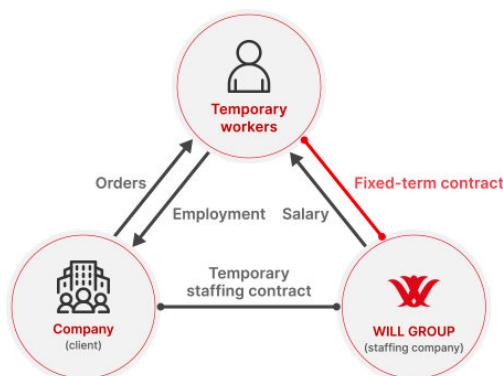 Temporary
workers
Orders
Fixed-term contract
Employment
Salary
Temporary
staffing contract
Company
(client)
WILL GROUP
(staffing company)